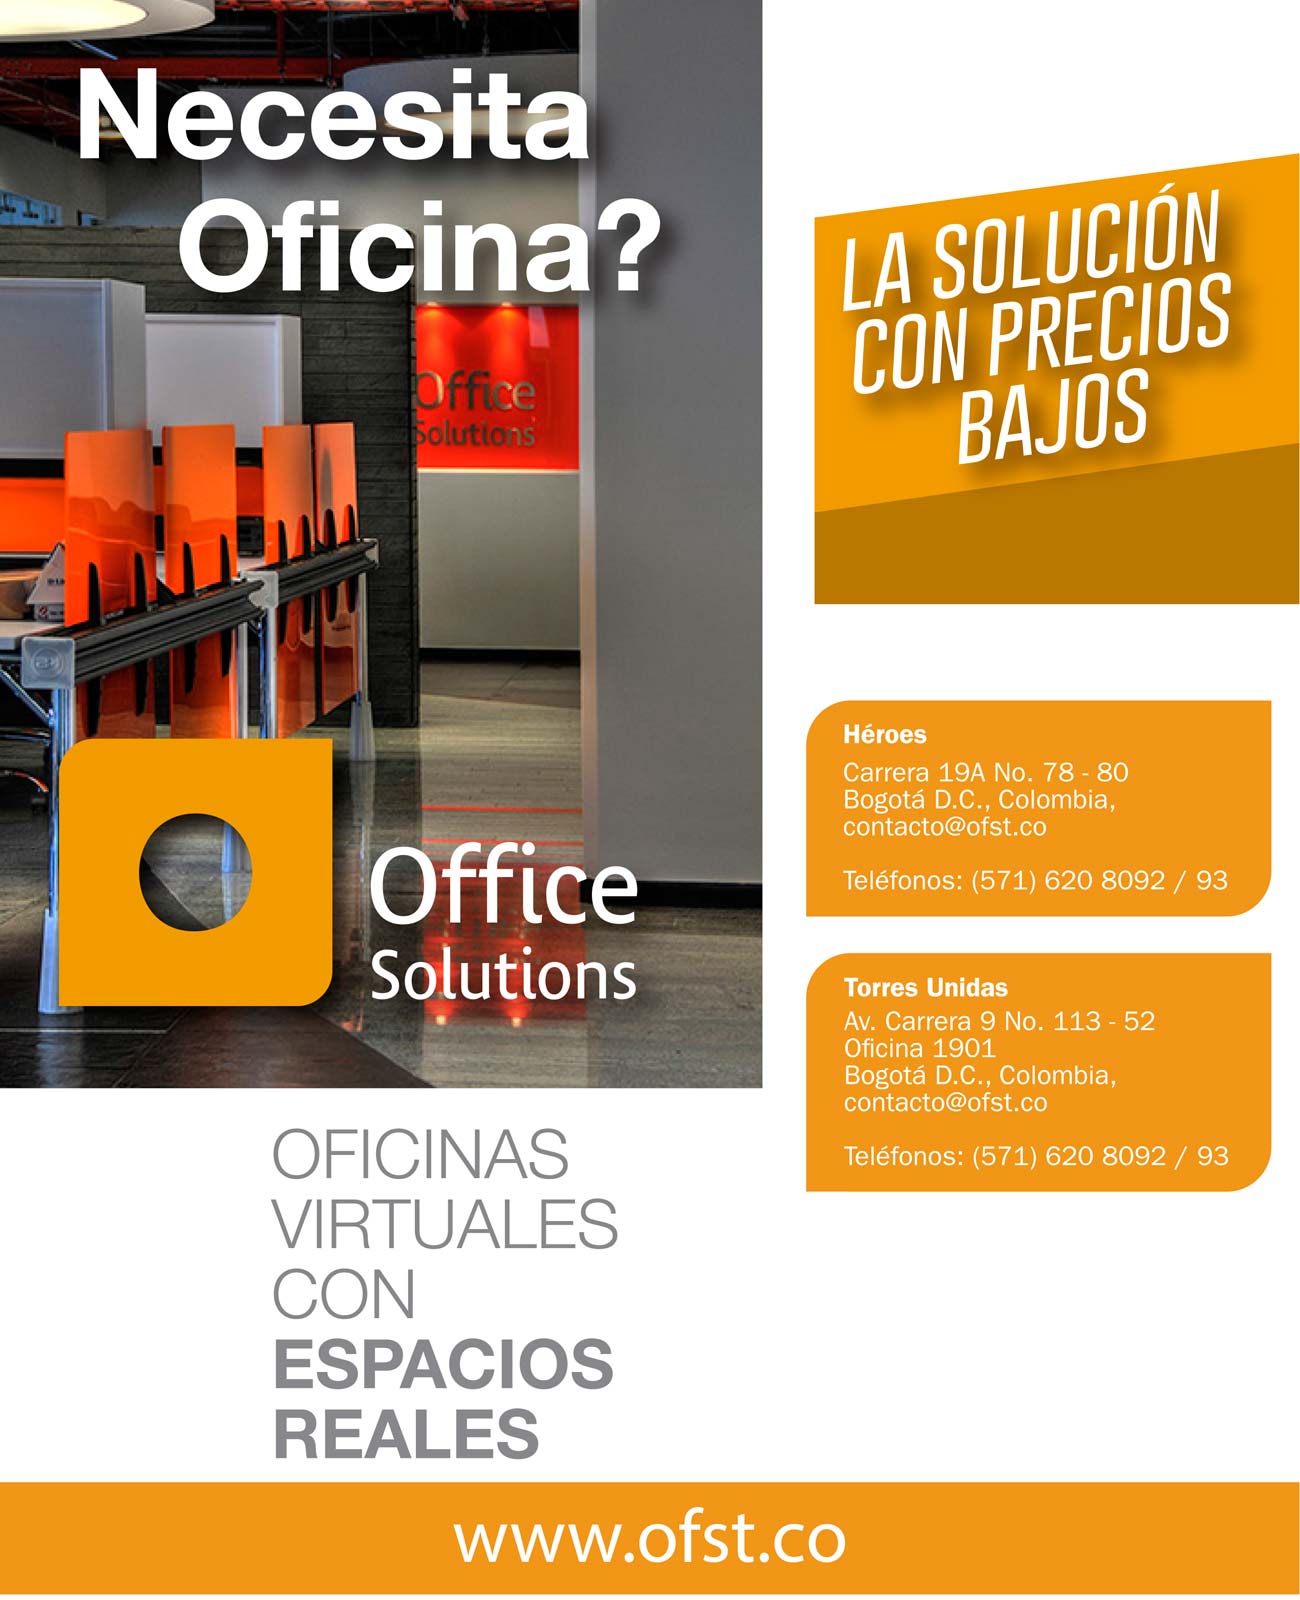 Necesita
Oficina?
Office
Solutions
Office
Solutions
OFICINAS
VIRTUALES
CON
ESPACIOS
REALES
LA SOLUCIÓN
CON PRECIOS
BAJOS
Héroes
Carrera 19A No. 78 - 80
Bogotá D.C., Colombia,
contacto@ofst.co
Teléfonos: (571) 620 8092 / 93
Torres Unidas
Av. Carrera 9 No. 113 - 52
Oficina 1901
Bogotá D.C., Colombia,
contacto@ofst.co
Teléfonos: (571) 620 8092 / 93
www.ofst.co